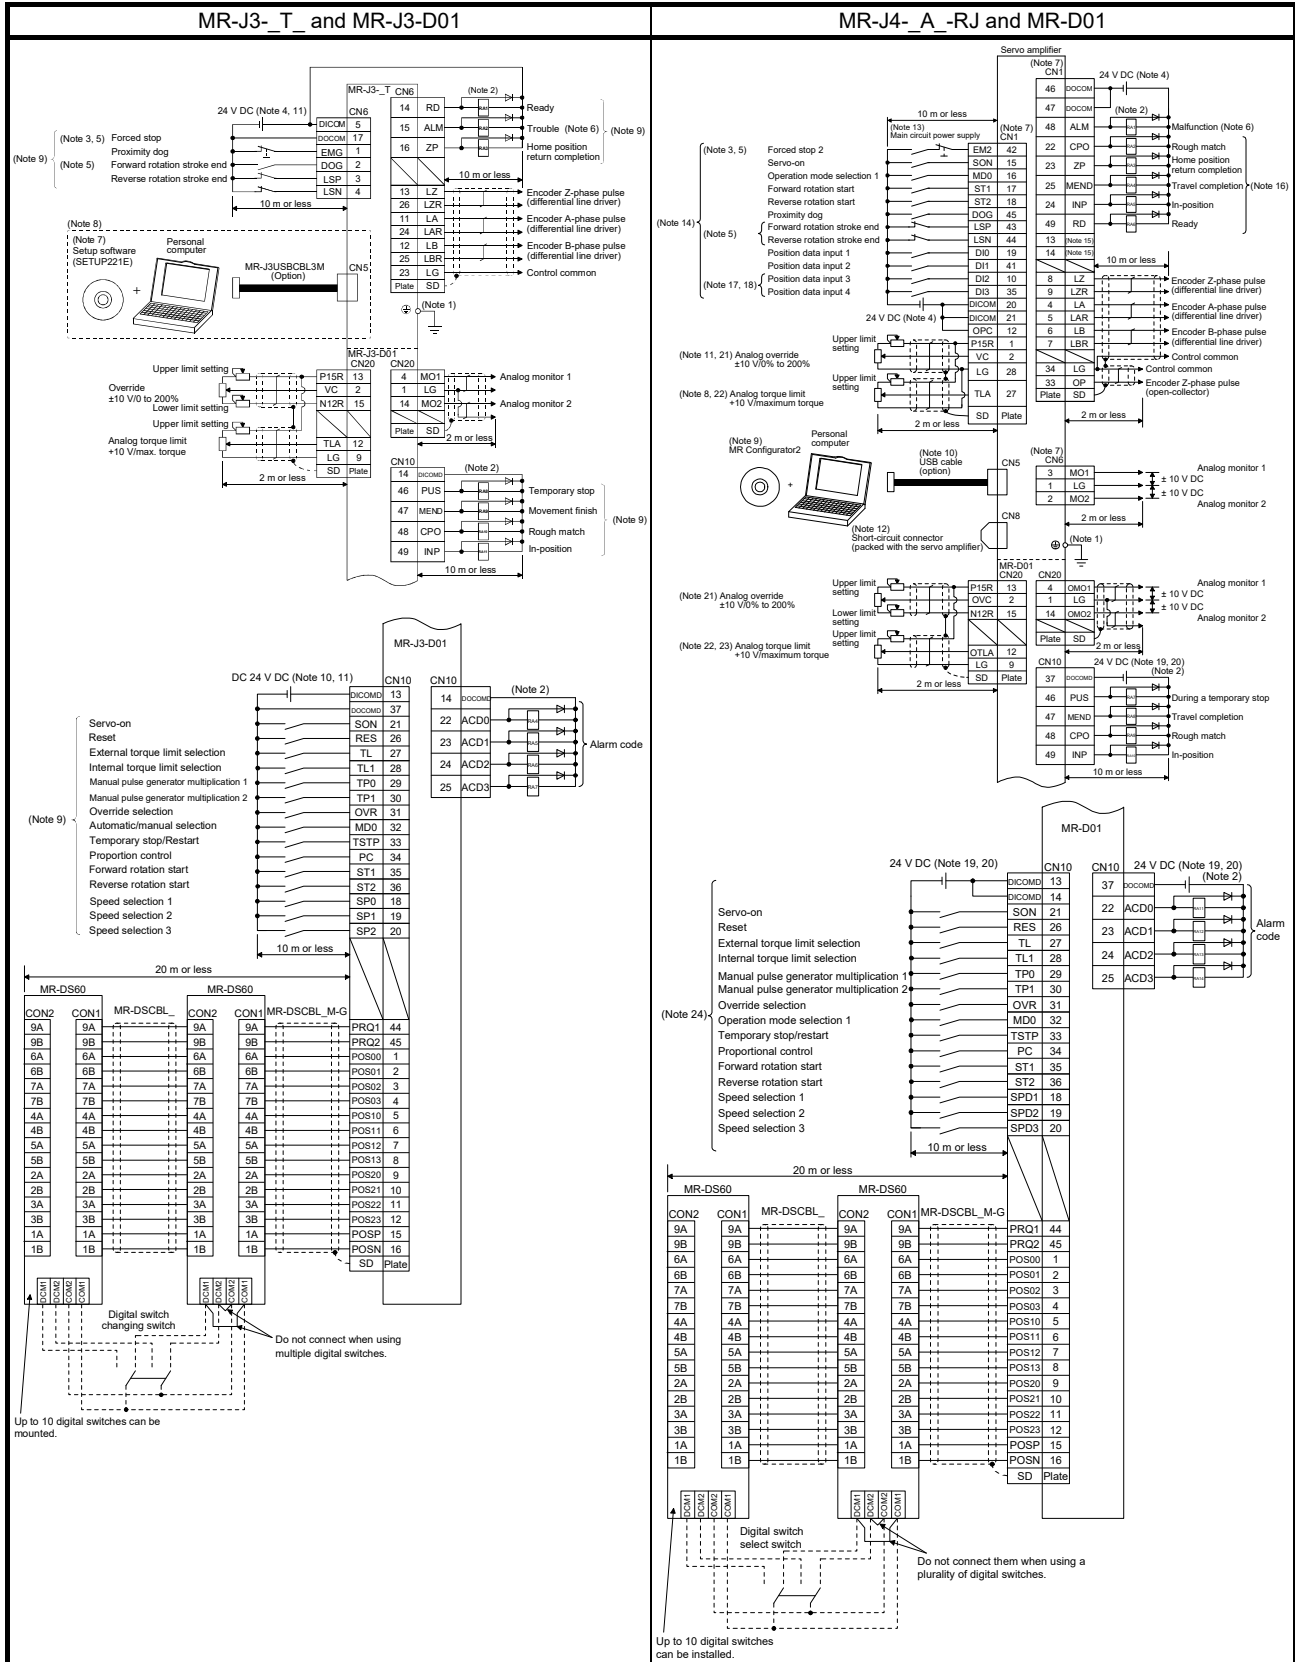 MR-J3-_T_ and MR-J3-D01
MR-J3-_T
CN6
(Note 2)
24 V DC (Note 4, 11)
CN6
DICOM 5
DOCOM 17
(Note 3, 5) Forced stop EMG 1
Proximity dog DOG 2
(Note 9)
(Note 5) Forward rotation stroke end LSP 3
Reverse rotation stroke end LSN 4
10 m or less
14 RD RA1 Ready
15 ALM RA2 Trouble (Note 6)
(Note 9)
16 ZP RA3 Home position
return completion
10 m or less
13 LZ Encoder Z-phase pulse
26 LZR (differential line driver)
11 LA Encoder A-phase pulse
24 LAR (differential line driver)
12 LB Encoder B-phase pulse
25 LBR (differential line driver)
23 LG Control common
Plate SD
(Note 1)
(Note 8)
(Note 7)
Setup software
(SETUP221E)
+
Personal
computer
MR-J3USBCBL3M
(Option)
CN5
MR-J3-D01
CN20
CN20
Upper limit setting P15R 13
Override VC 2
±10 V/0 to 200% N12R 15
Lower limit setting
Upper limit setting
Analog torque limit TLA 12
+10 V/max. torque LG 9
SD Plate
2 m or less
4 MO1 Analog monitor 1
1 LG
14 MO2 Analog monitor 2
Plate SD
2 m or less
CN10
(Note 2)
14 DICOMD
46 PUS Temporary stop
47 MEND Movement finish
(Note 9)
48 CPO Rough match
49 INP In-position
10 m or less
MR-J3-D01
DC 24 V DC (Note 10, 11)
CN10
CN10
(Note 2)
DICOMD 13
DOCOMD 37
Servo-on SON 21
Reset RES 26
External torque limit selection TL 27
Internal torque limit selection TL1 28
Manual pulse generator multiplication 1 TP0 29
Manual pulse generator multiplication 2 TP1 30
Override selection OVR 31
(Note 9)
Automatic/manual selection MD0 32
Temporary stop/Restart TSTP 33
Proportion control PC 34
Forward rotation start ST1 35
Reverse rotation start ST2 36
Speed selection 1 SP0 18
Speed selection 2 SP1 19
Speed selection 3 SP2 20
10 m or less
14 DOCOMD
22 ACD0 RA4
23 ACD1 RA5
Alarm code
24 ACD2 RA6
25 ACD3 RA7
20 m or less
MR-DS60
MR-DS60
CON2 CON1 MR-DSCBL_ CON2 CON1 MR-DSCBL_M-G
9A 9A 9A 9A PRQ1 44
9B 9B 9B 9B PRQ2 45
6A 6A 6A 6A POS00 1
6B 6B 6B 6B POS01 2
7A 7A 7A 7A POS02 3
7B 7B 7B 7B POS03 4
4A 4A 4A 4A POS10 5
4B 4B 4B 4B POS11 6
5A 5A 5A 5A POS12 7
5B 5B 5B 5B POS13 8
2A 2A 2A 2A POS20 9
2B 2B 2B 2B POS21 10
3A 3A 3A 3A POS22 11
3B 3B 3B 3B POS23 12
1A 1A 1A 1A POSP 15
1B 1B 1B 1B POSN 16
SD Plate
DCM1 DCM2 COM2 COM1
DCM1 DCM2 COM2 COM1
Digital switch
changing switch
Do not connect when using
multiple digital switches.
Up to 10 digital switches can be
mounted.
MR-J4-_A_-RJ and MR-D01
Servo amplifier
(Note 7)
CN1
24 V DC (Note 4)
46 DOCOM
47 DOCOM
(Note 2)
48 ALM RA1 Malfunction (Note 6)
22 CPO Rough match
23 ZP Home position
return completion
25 MEND Travel completion
(Note 16)
24 INP In-position
49 RD Ready
13 (Note 15)
14 (Note 15)
10 m or less
8 LZ Encoder Z-phase pulse
9 LZR (differential line driver)
4 LA Encoder A-phase pulse
5 LAR (differential line driver)
6 LB Encoder B-phase pulse
7 LBR (differential line driver)
Control common
34 LG Control common
33 OP Encoder Z-phase pulse
(open-collector)
Plate SD
2 m or less
10 m or less
(Note 13)
Main circuit power supply
(Note 7)
CN1
(Note 3, 5) Forced stop 2 EM2 42
Servo-on SON 15
Operation mode selection 1 MD0 16
Forward rotation start ST1 17
Reverse rotation start ST2 18
Proximity dog DOG 45
(Note 14)
(Note 5)
Forward rotation stroke end LSP 43
Reverse rotation stroke end LSN 44
Position data input 1 DI0 19
Position data input 2 DI1 41
(Note 17, 18)
Position data input 3 DI2 10
Position data input 4 DI3 35
DICOM 20
24 V DC (Note 4) DICOM 21
OPC 12
Upper limit
setting
P15R 1
(Note 11, 21) Analog override VC 2
±10 V/0% to 200%
LG 28
Upper limit
setting
(Note 8, 22) Analog torque limit TLA 27
+10 V/maximum torque
SD Plate
2 m or less
(Note 9)
MR Configurator2
+
Personal
computer
(Note 10)
USB cable
(option)
CN5
CN8
(Note 12)
Short-circuit connector
(packed with the servo amplifier)
(Note 7)
CN6
3 MO1 Analog monitor 1
± 10 V DC
1 LG
± 10 V DC
2 MO2 Analog monitor 2
2 m or less
(Note 1)
MR-D01
CN20
CN20
Upper limit
setting
P15R 13
(Note 21) Analog override OVC 2
±10 V/0% to 200%
Lower limit
setting
N12R 15
Upper limit
setting
(Note 22, 23) Analog torque limit OTLA 12
+10 V/maximum torque
LG 9
SD Plate
2 m or less
4 OMO1 Analog monitor 1
± 10 V DC
1 LG
± 10 V DC
14 OMO2 Analog monitor 2
Plate SD
2 m or less
CN10
24 V DC (Note 19, 20)
(Note 2)
37 DOCOMD
46 PUS During a temporary stop
47 MEND Travel completion
48 CPO Rough match
49 INP In-position
10 m or less
MR-D01
24 V DC (Note 19, 20)
CN10
CN10
24 V DC (Note 19, 20)
(Note 2)
DICOMD 13
DICOMD 14
Servo-on SON 21
Reset RES 26
External torque limit selection TL 27
Internal torque limit selection TL1 28
Manual pulse generator multiplication 1 TP0 29
Manual pulse generator multiplication 2 TP1 30
Override selection OVR 31
(Note 24)
Operation mode selection 1 MD0 32
Temporary stop/restart TSTP 33
Proportional control PC 34
Forward rotation start ST1 35
Reverse rotation start ST2 36
Speed selection 1 SPD1 18
Speed selection 2 SPD2 19
Speed selection 3 SPD3 20
10 m or less
37 DOCOMD
22 ACD0 RA11
23 ACD1 RA12
Alarm
code
24 ACD2 RA13
25 ACD3 RA14
20 m or less
MR-DS60
MR-DS60
CON2 CON1 MR-DSCBL_ CON2 CON1 MR-DSCBL_M-G
9A 9A 9A 9A PRQ1 44
9B 9B 9B 9B PRQ2 45
6A 6A 6A 6A POS00 1
6B 6B 6B 6B POS01 2
7A 7A 7A 7A POS02 3
7B 7B 7B 7B POS03 4
4A 4A 4A 4A POS10 5
4B 4B 4B 4B POS11 6
5A 5A 5A 5A POS12 7
5B 5B 5B 5B POS13 8
2A 2A 2A 2A POS20 9
2B 2B 2B 2B POS21 10
3A 3A 3A 3A POS22 11
3B 3B 3B 3B POS23 12
1A 1A 1A 1A POSP 15
1B 1B 1B 1B POSN 16
SD Plate
DCM1 DCM2 COM2 COM1
DCM1 DCM2 COM2 COM1
Digital switch
select switch
Do not connect them when using a
plurality of digital switches.
Up to 10 digital switches
can be installed.